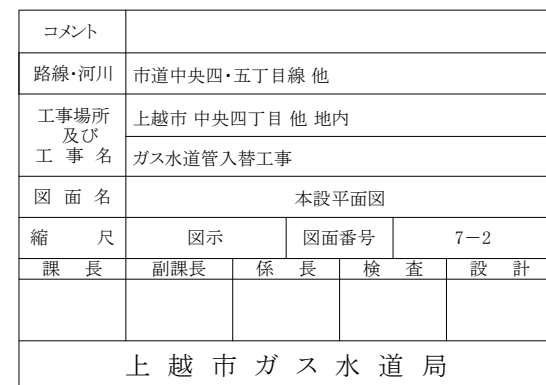 コメント
路線・河川 市道中央四・五丁目線 他
工事場所
及び
工事名
上越市 中央四丁目 他 地内
ガス水道管入替工事
図面名 本設平面図
縮尺 図示 図面番号 7－2
課長 副課長 係長 検査 設計
上越市ガス水道局